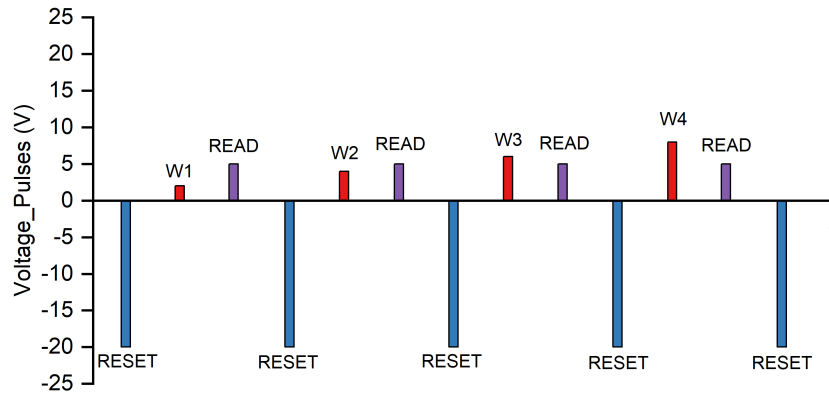 Voltage_Pulses (V)
25
20
15
10
5
0
-5
-10
-15
-20
-25
W1
READ
W2
READ
W3
READ
W4
READ
RESET
RESET
RESET
RESET
RESET